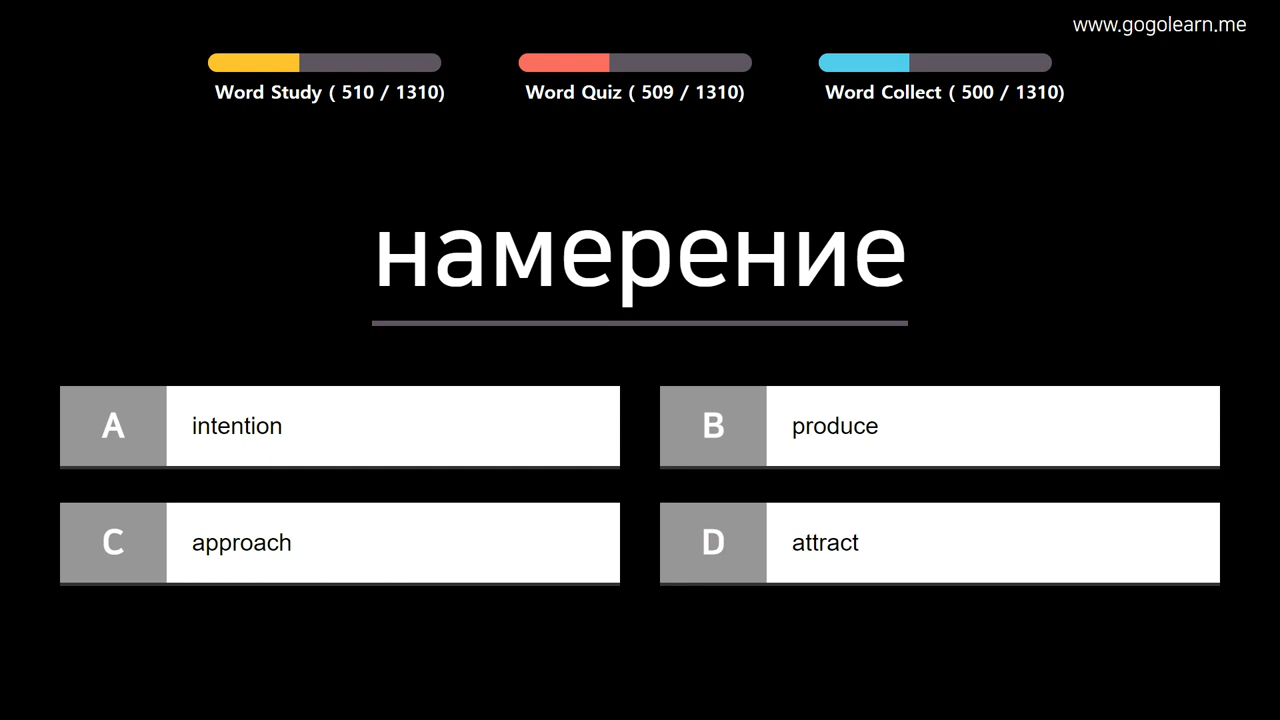 www.gogolearn.me
Word Study ( 510 / 1310)
Word Quiz ( 509 / 1310)
Word Collect ( 500 / 1310)
намерение
A intention
B produce
C approach
D attract